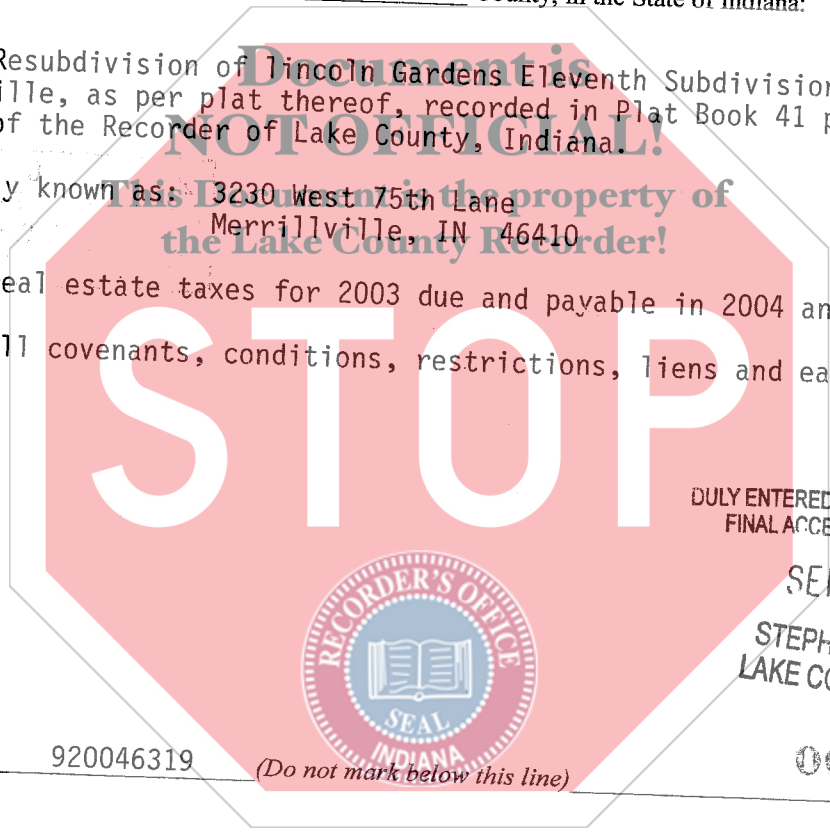 County, in the State of Indiana:
Resubdivision of lincoln Gardens Eleventh Subdivision
ille, as per plat thereof, recorded in Plat Book 41 p
of the Recorder of Lake County, Indiana.
Document is
NOT OFFICIAL!
This Document is the property of
the Lake County Recorder!
y known as: 3230 West 75th Lane
Merrillville, IN 46410
eal estate taxes for 2003 due and payable in 2004 an
ll covenants, conditions, restrictions, liens and ea
STOP
DULY ENTERED
FINAL ACCE
SE
STEPH
LAKE CO
RECORDER'S OFFICE
SEAL
INDIANA
920046319
(Do not mark below this line)